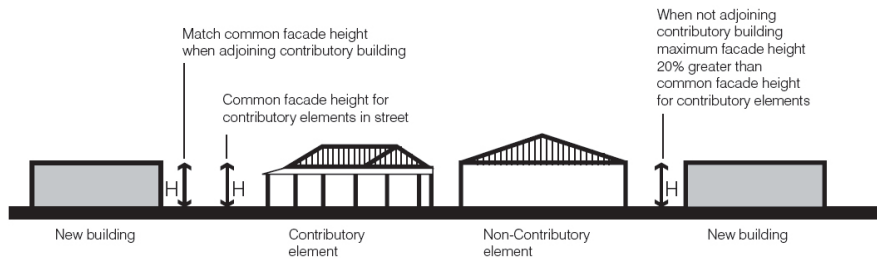 Match common facade height
when adjoining contributory building
Common facade height for
contributory elements in street
When not adjoining
contributory building
maximum facade height
20% greater than
common facade height
for contributory elements
H
H
H
New building
Contributory
element
Non-Contributory
element
New building